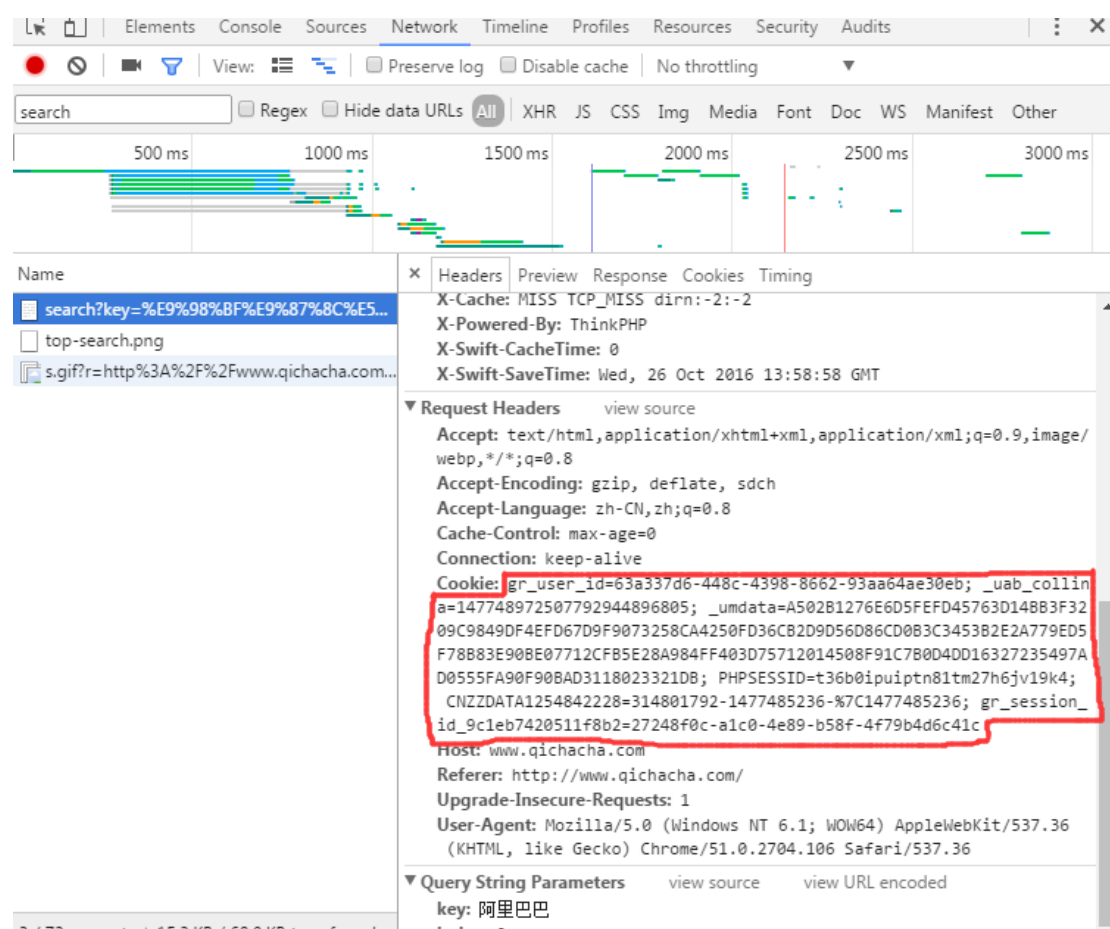 Elements Console Sources Network Timeline Profiles Resources Security Audits
View: Preserve log Disable cache No throttling
search Regex Hide data URLs All XHR JS CSS Img Media Font Doc WS Manifest Other
500 ms 1000 ms 1500 ms 2000 ms 2500 ms 3000 ms
Name
search?key=%E9%98%BF%E9%87%8C%E5...
top-search.png
s.gif?r=http%3A%2F%2Fwww.qichacha.com...
Headers Preview Response Cookies Timing
X-Cache: MISS TCP_MISS dirn:-2:-2
X-Powered-By: ThinkPHP
X-Swift-CacheTime: 0
X-Swift-SaveTime: Wed, 26 Oct 2016 13:58:58 GMT
Request Headers view source
Accept: text/html,application/xhtml+xml,application/xml;q=0.9,image/
webp,*/*;q=0.8
Accept-Encoding: gzip, deflate, sdch
Accept-Language: zh-CN,zh;q=0.8
Cache-Control: max-age=0
Connection: keep-alive
Cookie: gr_user_id=63a337d6-448c-4398-8662-93aa64ae30eb; _uab_collin
a=147748972507792944896805; _umdata=A502B1276E6D5FEFD45763D14BB3F32
09C9849DF4EFD67D9F9073258CA4250FD36CB2D9D56D86CD0B3C3453B2E2A779ED5
F78B83E90BE07712CFB5E28A984FF403D75712014508F91C7B0D4DD16327235497A
D0555FA90F90BAD3118023321DB; PHPSESSID=t36b0ipuiptn81tm27h6jv19k4;
CNZZDATA1254842228=314801792-1477485236-%7C1477485236; gr_session_
id_9c1eb7420511f8b2=27248f0c-a1c0-4e89-b58f-4f79b4d6c41c
Host: www.qichacha.com
Referer: http://www.qichacha.com/
Upgrade-Insecure-Requests: 1
User-Agent: Mozilla/5.0 (Windows NT 6.1; WOW64) AppleWebKit/537.36
(KHTML, like Gecko) Chrome/51.0.2704.106 Safari/537.36
Query String Parameters view source view URL encoded
key: 阿里巴巴